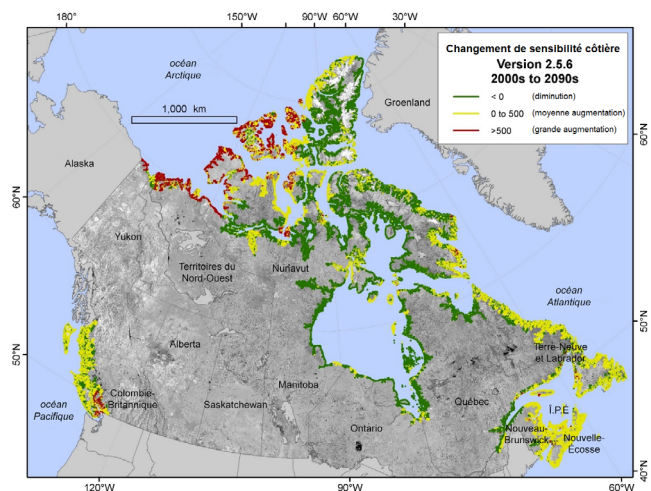 180°
150°W
90°W
60°W
30°W
océan
Arctique
Changement de sensibilité côtière
Version 2.5.6
2000s to 2090s
< 0 (diminution)
0 to 500 (moyenne augmentation)
>500 (grande augmentation)
1,000 km
Groenland
60°N
Alaska
60°N
Yukon
Territoires du
Nord-Ouest
Nunavut
océan
Atlantique
50°N
50°N
Alberta
Terre-Neuve
et Labrador
océan
Pacifique
Colombie-
Britannique
Saskatchewan
Manitoba
Ontario
Québec
Î.P.É
Nouveau-
Brunswick
Nouvelle-
Écosse
40°N
120°W
90°W
60°W